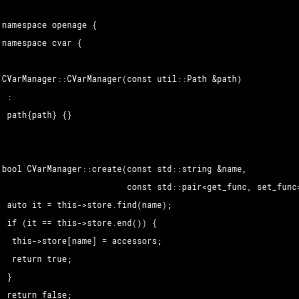 namespace openage {
namespace cvar {
CVarManager::CVarManager(const util::Path &path)
:
path{path} {}
bool CVarManager::create(const std::string &name,
const std::pair<get_func, set_func>
auto it = this->store.find(name);
if (it == this->store.end()) {
this->store[name] = accessors;
return true;
}
return false;